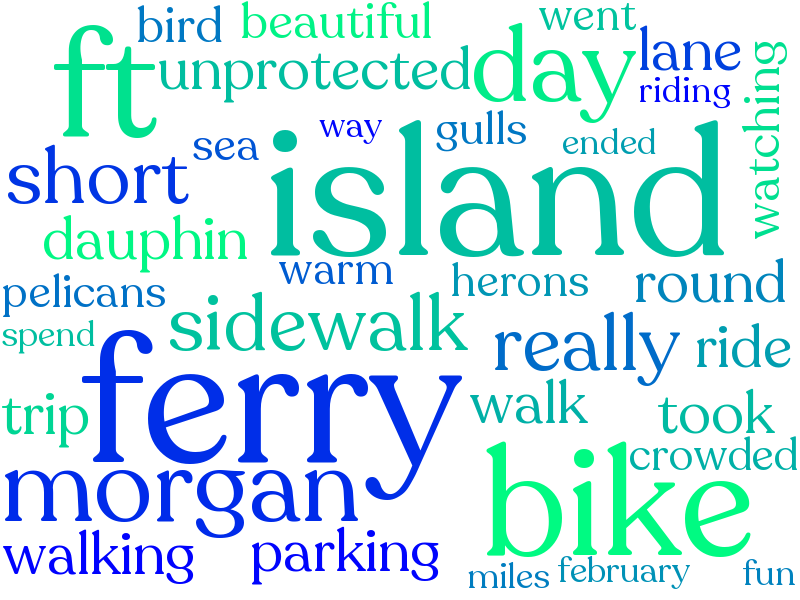 bird beautiful went
ft unprotected day lane
riding
watching
sea way gulls ended
short island
dauphin
pelicans warm herons round
spend sidewalk really ride
trip ferry walk took
crowded
morgan bike
walking parking
miles february fun